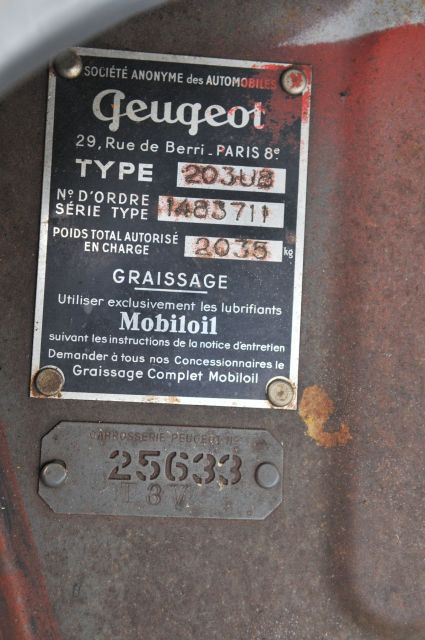 SOCIÉTÉ ANONYME des AUTOMOBILES
Peugeot
29, Rue de Berri _ PARIS 8e
TYPE 203U8
N° D'ORDRE
SÉRIE TYPE 1483711
POIDS TOTAL AUTORISÉ
EN CHARGE 2035 kg
GRAISSAGE
Utiliser exclusivement les lubrifiants
Mobiloil
suivant les instructions de la notice d'entretien
Demander à tous nos Concessionnaires le
Graissage Complet Mobiloil
CARROSSERIE PEUGEOT N°
25633